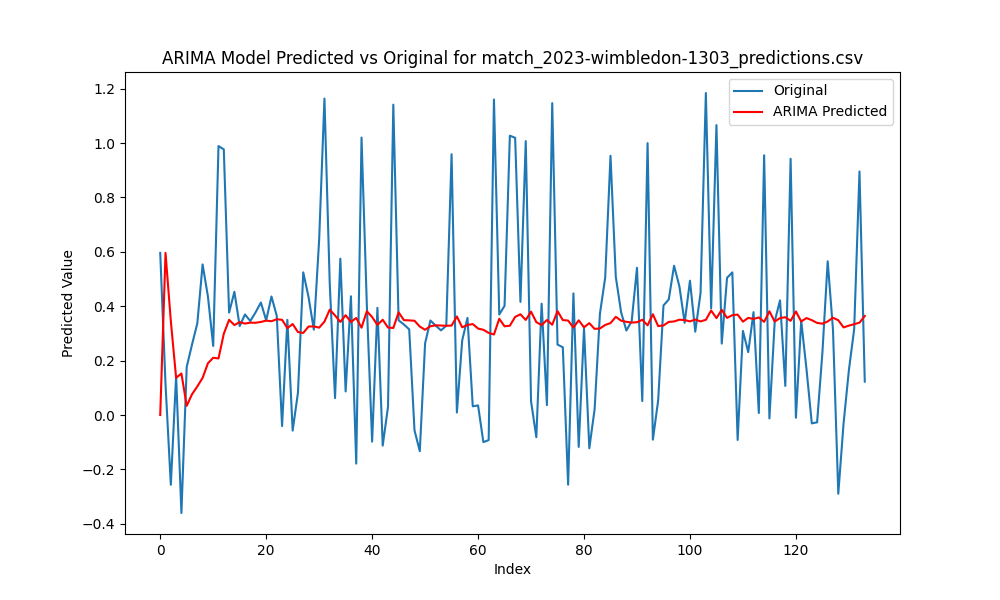 ARIMA Model Predicted vs Original for match_2023-wimbledon-1303_predictions.csv
Original
ARIMA Predicted
Predicted Value
1.2
1.0
0.8
0.6
0.4
0.2
0.0
−0.2
−0.4
0 20 40 60 80 100 120
Index